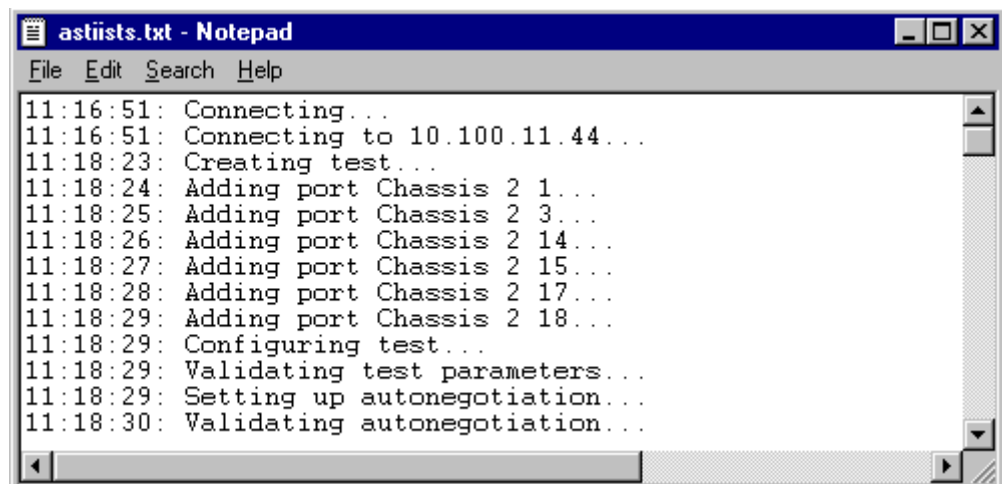 astiists.txt - Notepad
File Edit Search Help
11:16:51: Connecting...
11:16:51: Connecting to 10.100.11.44...
11:18:23: Creating test...
11:18:24: Adding port Chassis 2 1...
11:18:25: Adding port Chassis 2 3...
11:18:26: Adding port Chassis 2 14...
11:18:27: Adding port Chassis 2 15...
11:18:28: Adding port Chassis 2 17...
11:18:29: Adding port Chassis 2 18...
11:18:29: Configuring test...
11:18:29: Validating test parameters...
11:18:29: Setting up autonegotiation...
11:18:30: Validating autonegotiation...